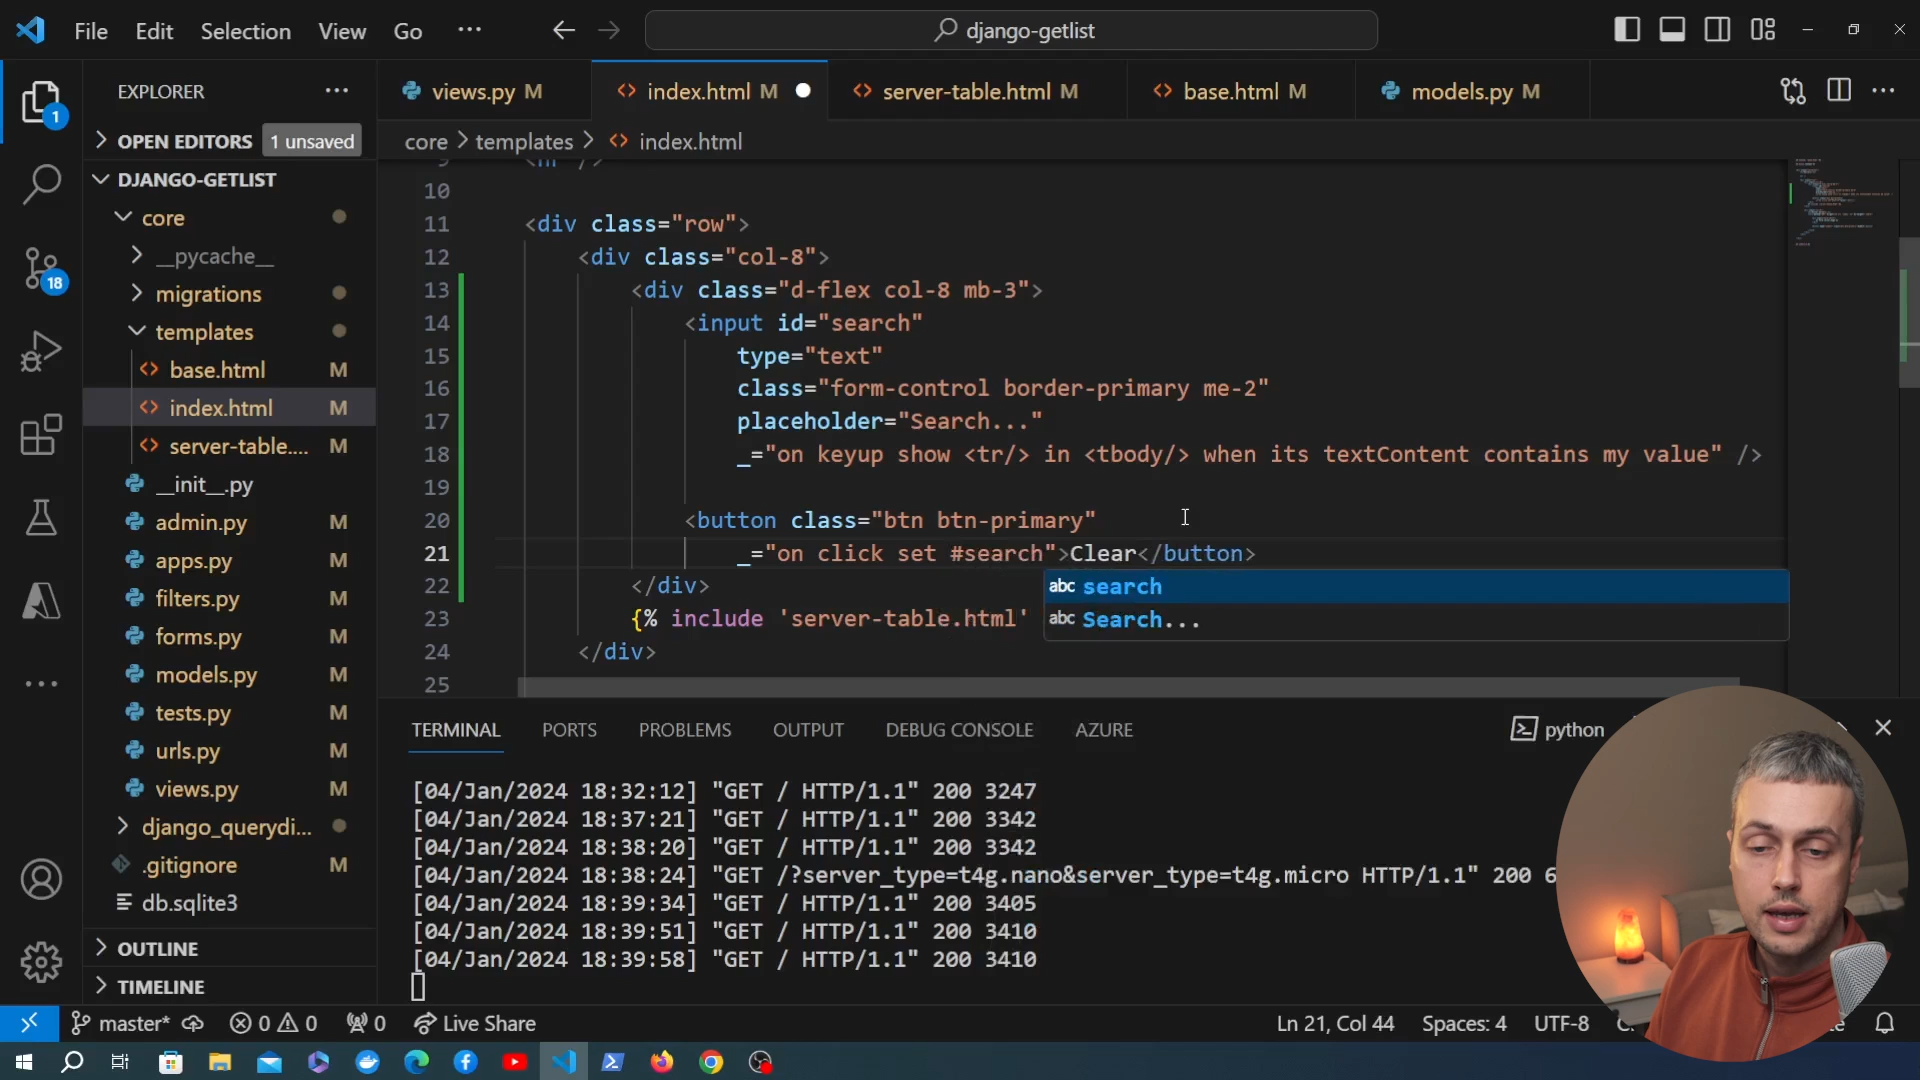 File Edit Selection View Go ··· django-getlist
EXPLORER ···
OPEN EDITORS 1 unsaved
DJANGO-GETLIST
core
__pycache__
migrations
templates
base.html M
index.html M
server-table.... M
__init__.py
admin.py M
apps.py M
filters.py M
forms.py M
models.py M
tests.py M
urls.py M
views.py M
django_querydi...
.gitignore M
db.sqlite3
OUTLINE
TIMELINE
1
18
views.py M index.html M server-table.html M base.html M models.py M
core > templates > index.html
10
11 <div class="row">
12 <div class="col-8">
13 <div class="d-flex col-8 mb-3">
14 <input id="search"
15 type="text"
16 class="form-control border-primary me-2"
17 placeholder="Search..."
18 _="on keyup show <tr/> in <tbody/> when its textContent contains my value" />
19
20 <button class="btn btn-primary"
21 _="on click set #search">Clear</button>
22 </div>
abc search
23 {% include 'server-table.html'
abc Search...
24 </div>
25
TERMINAL PORTS PROBLEMS OUTPUT DEBUG CONSOLE AZURE python
[04/Jan/2024 18:32:12] "GET / HTTP/1.1" 200 3247
[04/Jan/2024 18:37:21] "GET / HTTP/1.1" 200 3342
[04/Jan/2024 18:38:20] "GET / HTTP/1.1" 200 3342
[04/Jan/2024 18:38:24] "GET /?server_type=t4g.nano&server_type=t4g.micro HTTP/1.1" 200 6
[04/Jan/2024 18:39:34] "GET / HTTP/1.1" 200 3405
[04/Jan/2024 18:39:51] "GET / HTTP/1.1" 200 3410
[04/Jan/2024 18:39:58] "GET / HTTP/1.1" 200 3410
master* 0 0 0 Live Share Ln 21, Col 44 Spaces: 4 UTF-8